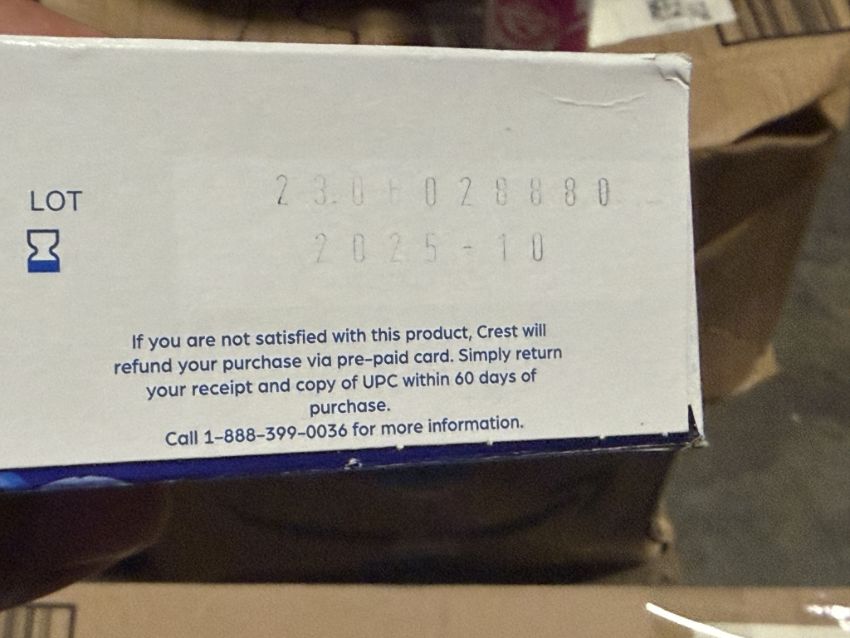 LOT
2025-10
If you are not satisfied with this product, Crest will
refund your purchase via pre-paid card. Simply return
your receipt and copy of UPC within 60 days of
purchase.
Call 1-888-399-0036 for more information.